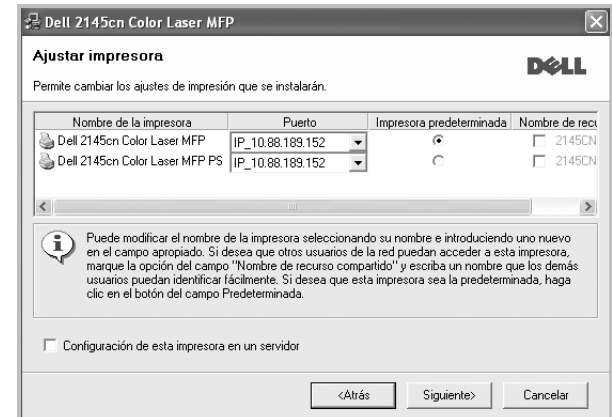 Dell 2145cn Color Laser MFP
Ajustar impresora
Permite cambiar los ajustes de impresión que se instalarán.
DELL
Nombre de la impresora Puerto Impresora predeterminada Nombre de recu
Dell 2145cn Color Laser MFP IP_10.88.189.152 2145CN
Dell 2145cn Color Laser MFP PS IP_10.88.189.152 2145CN
Puede modificar el nombre de la impresora seleccionando su nombre e introduciendo uno nuevo
en el campo apropiado. Si desea que otros usuarios de la red puedan acceder a esta impresora,
marque la opción del campo "Nombre de recurso compartido" y escriba un nombre que los demás
usuarios puedan identificar fácilmente. Si desea que esta impresora sea la predeterminada, haga
clic en el botón del campo Predeterminada.
Configuración de esta impresora en un servidor
<Atrás Siguiente> Cancelar